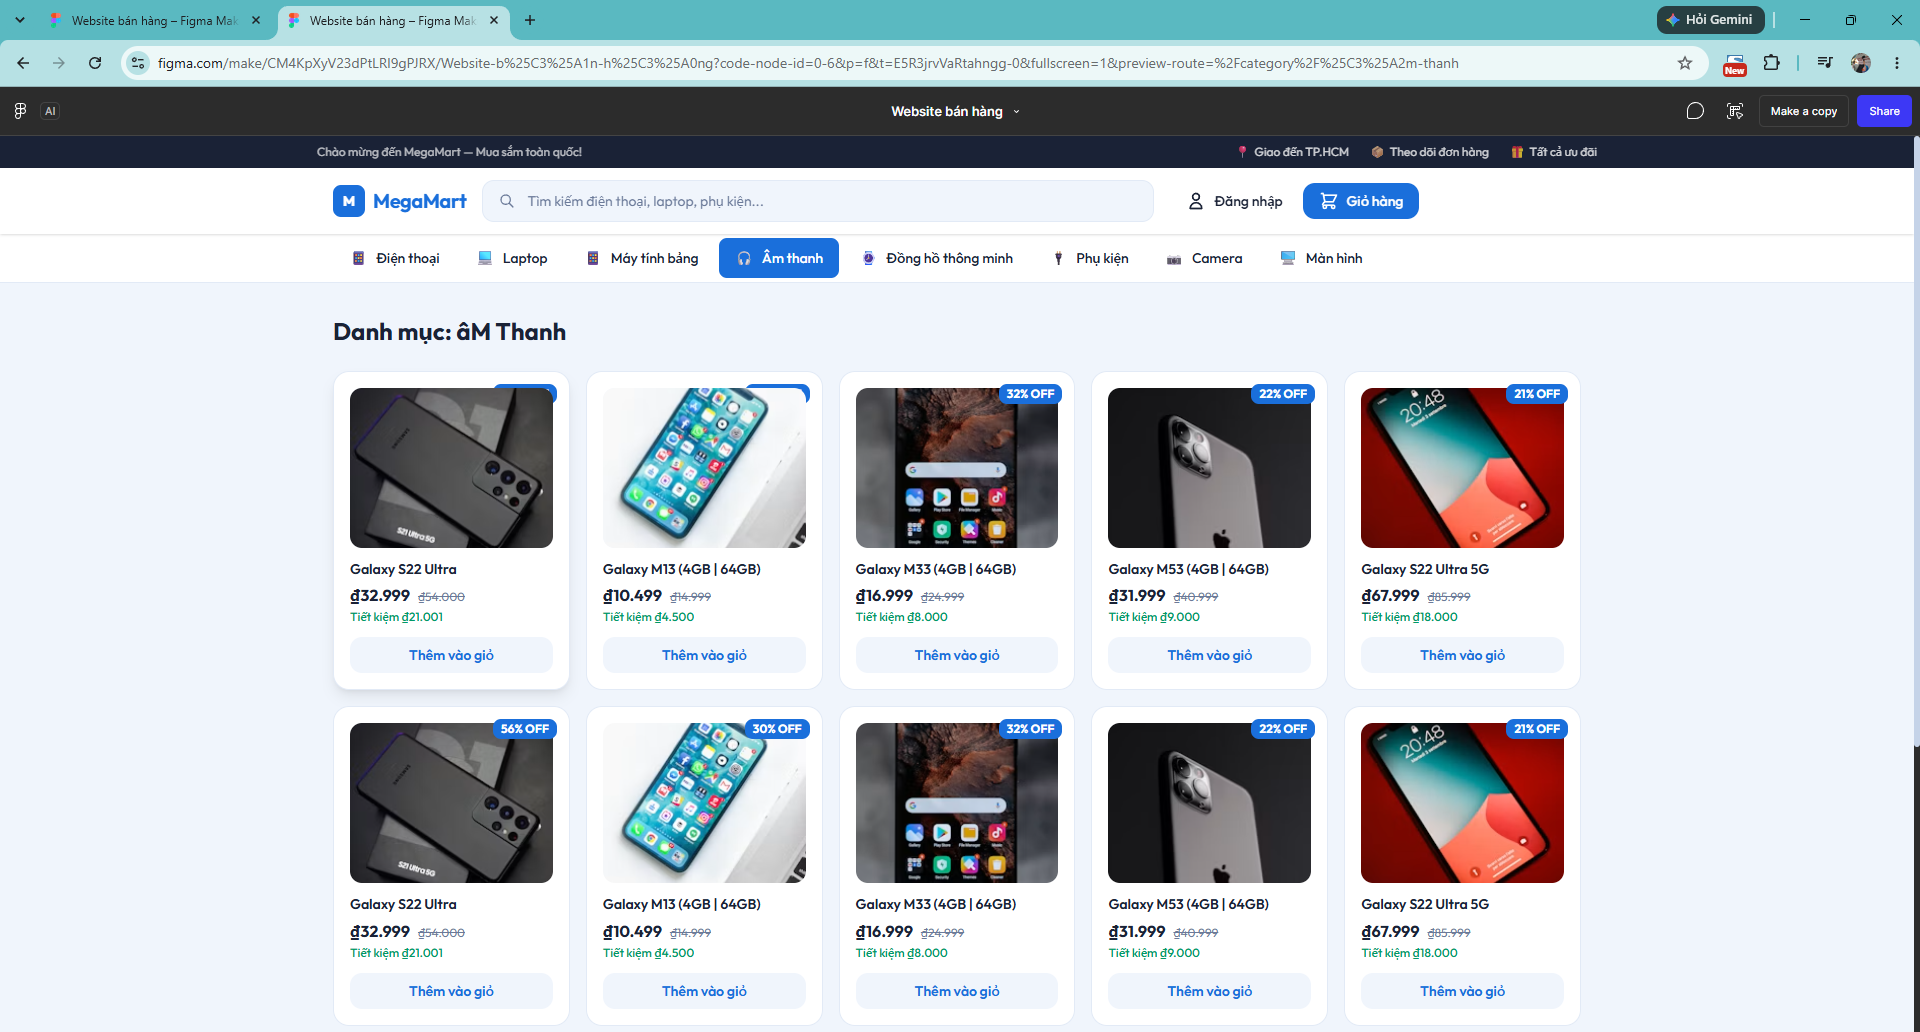 Website bán hàng – Figma Mak
Website bán hàng – Figma Mak
Hỏi Gemini
figma.com/make/CM4KpXyV23dPtLRI9gPJRX/Website-b%25C3%25A1n-h%25C3%25A0ng?code-node-id=0-6&p=f&t=E5R3jrvVaRtahngg-0&fullscreen=1&preview-route=%2Fcategory%2F%25C3%25A2m-thanh
New
AI
Website bán hàng
Make a copy
Share
Chào mừng đến MegaMart — Mua sắm toàn quốc!
Giao đến TP.HCM
Theo dõi đơn hàng
Tất cả ưu đãi
M MegaMart
Tìm kiếm điện thoại, laptop, phụ kiện...
Đăng nhập
Giỏ hàng
Điện thoại
Laptop
Máy tính bảng
Âm thanh
Đồng hồ thông minh
Phụ kiện
Camera
Màn hình
Danh mục: âM Thanh
32% OFF
22% OFF
21% OFF
S21 Ultra 5G
20:48
Galaxy S22 Ultra
Galaxy M13 (4GB | 64GB)
Galaxy M33 (4GB | 64GB)
Galaxy M53 (4GB | 64GB)
Galaxy S22 Ultra 5G
₫32.999 ₫54.000
₫10.499 ₫14.999
₫16.999 ₫24.999
₫31.999 ₫40.999
₫67.999 ₫85.999
Tiết kiệm ₫21.001
Tiết kiệm ₫4.500
Tiết kiệm ₫8.000
Tiết kiệm ₫9.000
Tiết kiệm ₫18.000
Thêm vào giỏ
Thêm vào giỏ
Thêm vào giỏ
Thêm vào giỏ
Thêm vào giỏ
56% OFF
30% OFF
32% OFF
22% OFF
21% OFF
S21 Ultra 5G
20:48
Galaxy S22 Ultra
Galaxy M13 (4GB | 64GB)
Galaxy M33 (4GB | 64GB)
Galaxy M53 (4GB | 64GB)
Galaxy S22 Ultra 5G
₫32.999 ₫54.000
₫10.499 ₫14.999
₫16.999 ₫24.999
₫31.999 ₫40.999
₫67.999 ₫85.999
Tiết kiệm ₫21.001
Tiết kiệm ₫4.500
Tiết kiệm ₫8.000
Tiết kiệm ₫9.000
Tiết kiệm ₫18.000
Thêm vào giỏ
Thêm vào giỏ
Thêm vào giỏ
Thêm vào giỏ
Thêm vào giỏ